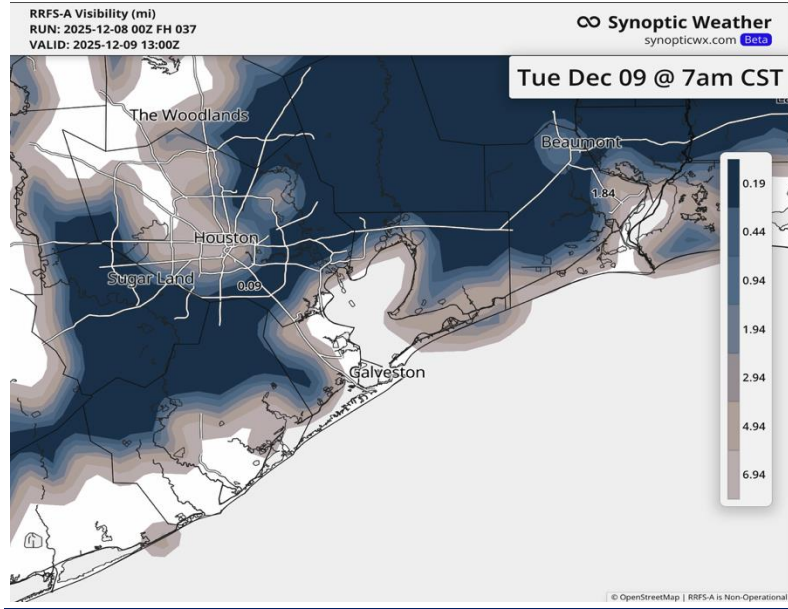 RRFS-A Visibility (mi)
RUN: 2025-12-08 00Z FH 037
VALID: 2025-12-09 13:00Z
Synoptic Weather
synopticwx.com Beta
Tue Dec 09 @ 7am CST
The Woodlands
Beaumont
0.19
1.84
0.44
Houston
Sugar Land
0.09
0.94
1.94
Galveston
2.94
4.94
6.94
© OpenStreetMap | RRFS-A is Non-Operational